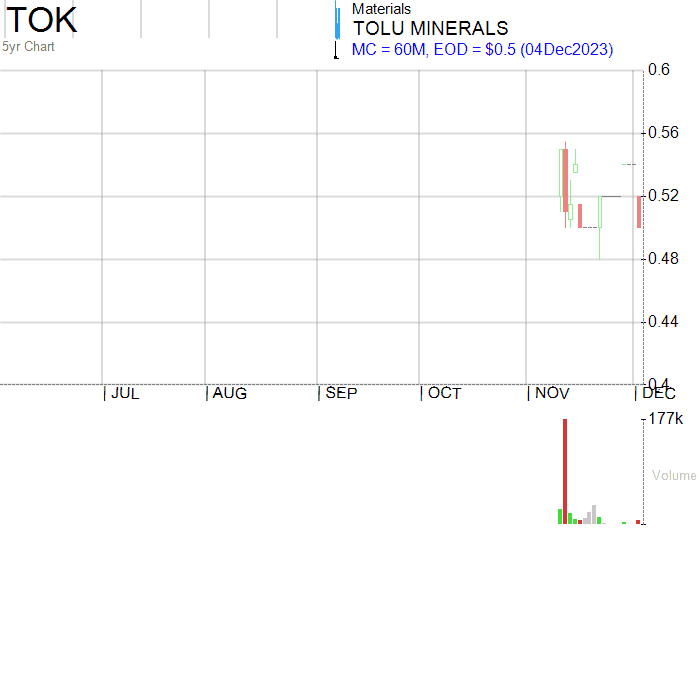 TOK
5yr Chart
Materials
TOLU MINERALS
MC = 60M, EOD = $0.5 (04Dec2023)
0.6
0.56
0.52
0.48
0.44
0.4
JUL AUG SEP OCT NOV DEC
177k
Volume